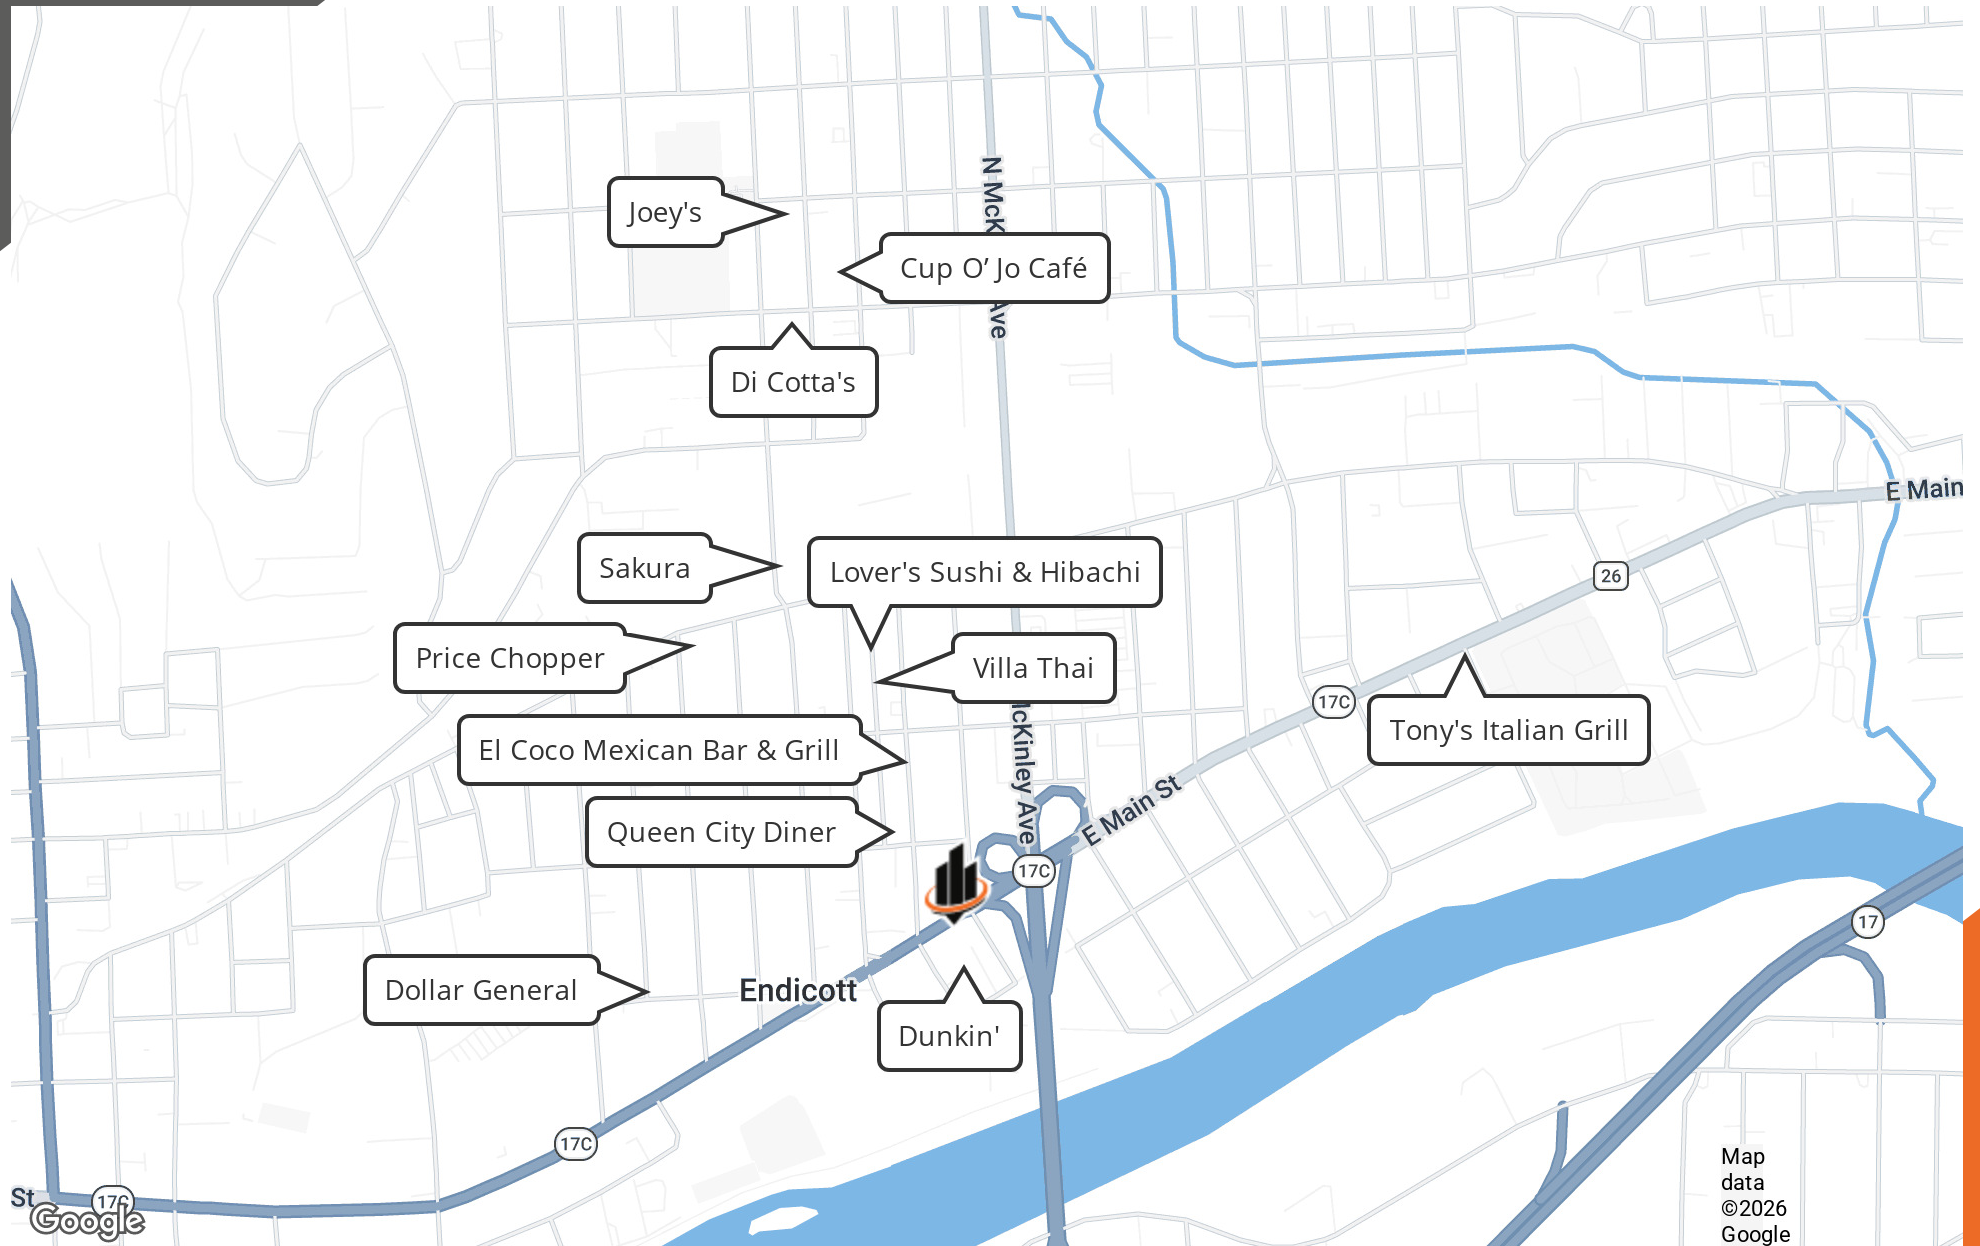 N McK
Joey's
Cup O’ Jo Café
Ave
Di Cotta's
E Main
Sakura
Lover's Sushi & Hibachi
26
Price Chopper
Villa Thai
17C
McKinley Ave
Tony's Italian Grill
El Coco Mexican Bar & Grill
E Main St
Queen City Diner
17C
17
Dollar General
Endicott
Dunkin'
17C
Map
data
©2026
Google
St
17C
Google